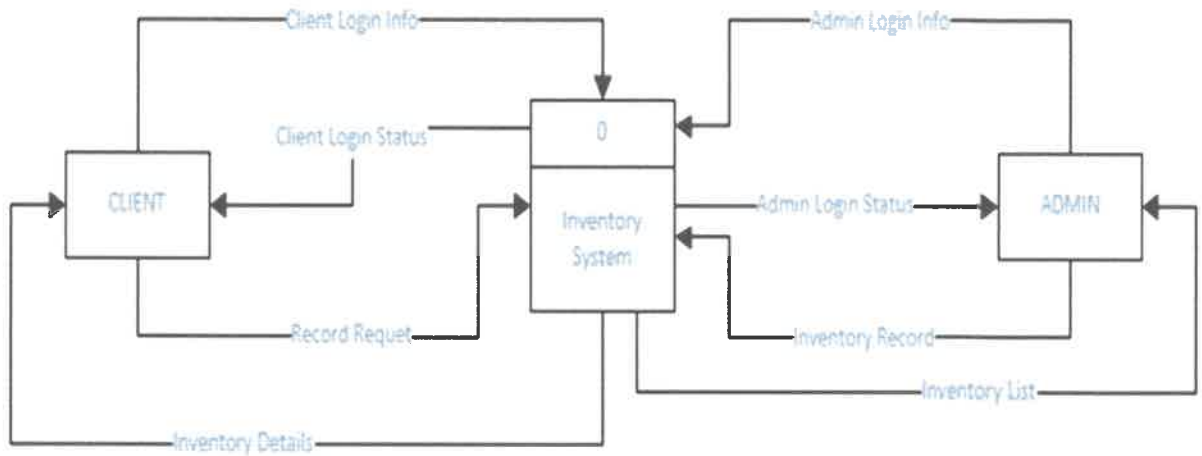 Client Login Info
Admin Login Info
0
Client Login Status
CLIENT
Inventory
System
Admin Login Status
ADMIN
Record Requet
Inventory Record
Inventory List
Inventory Details